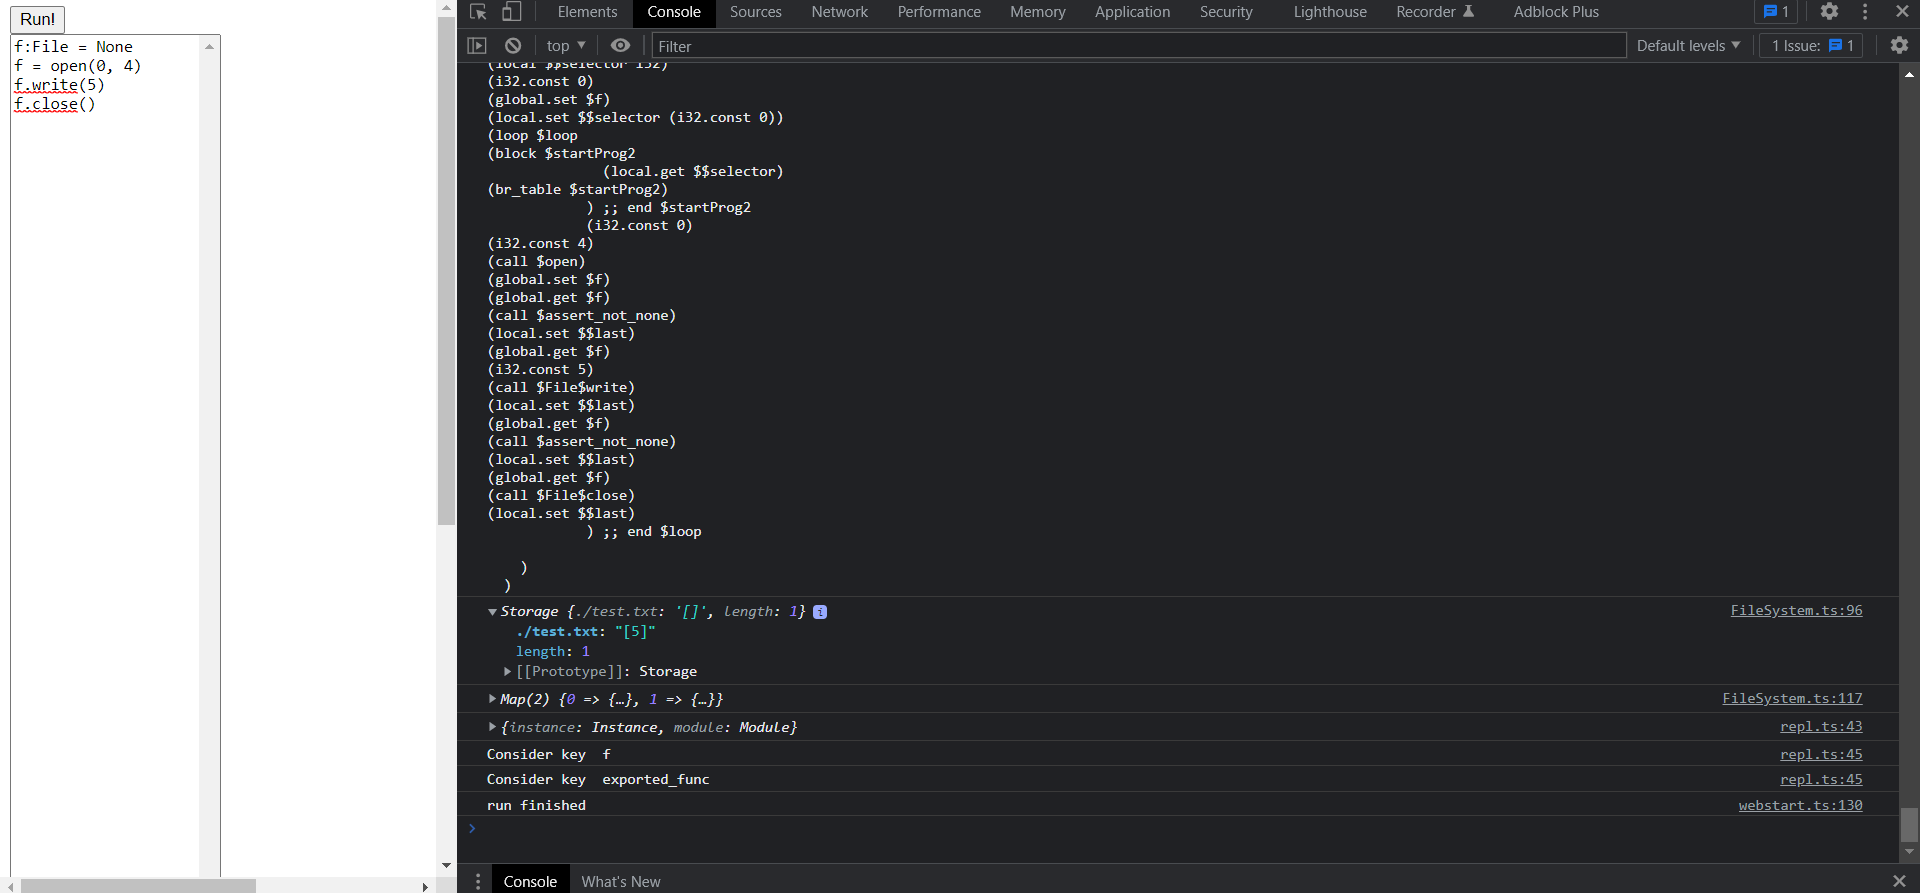 Run!
f:File = None
f = open(0, 4)
f.write(5)
f.close()
Elements Console Sources Network Performance Memory Application Security Lighthouse Recorder Adblock Plus 1
top Filter Default levels 1 Issue: 1
(local $$selector i32)
(i32.const 0)
(global.set $f)
(local.set $$selector (i32.const 0))
(loop $loop
(block $startProg2
(local.get $$selector)
(br_table $startProg2)
) ;; end $startProg2
(i32.const 0)
(i32.const 4)
(call $open)
(global.set $f)
(global.get $f)
(call $assert_not_none)
(local.set $$last)
(global.get $f)
(i32.const 5)
(call $File$write)
(local.set $$last)
(global.get $f)
(call $assert_not_none)
(local.set $$last)
(global.get $f)
(call $File$close)
(local.set $$last)
) ;; end $loop
)
)
Storage {./test.txt: '[]', length: 1} i FileSystem.ts:96
./test.txt: "[5]"
length: 1
[[Prototype]]: Storage
Map(2) {0 => {…}, 1 => {…}} FileSystem.ts:117
{instance: Instance, module: Module} repl.ts:43
Consider key f repl.ts:45
Consider key exported_func repl.ts:45
run finished webstart.ts:130
Console What's New